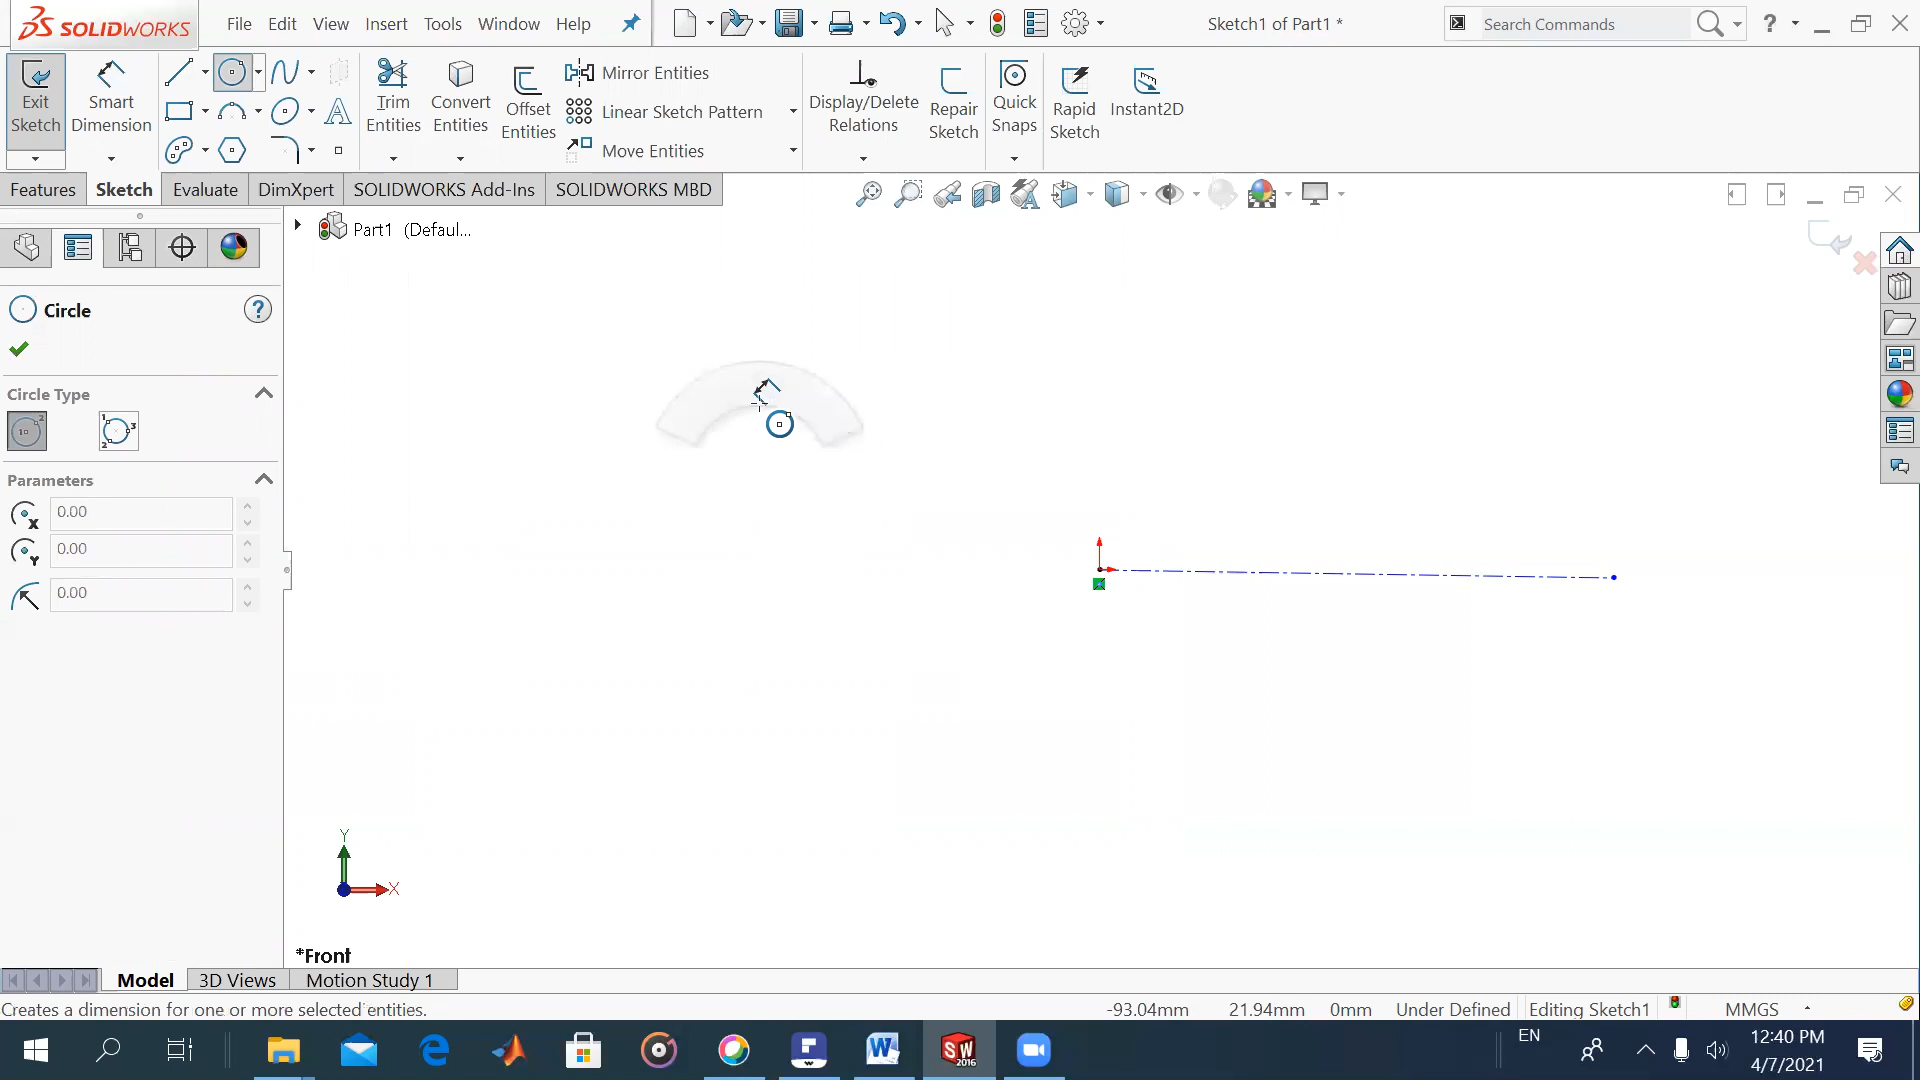 SOLIDWORKS
File Edit View Insert Tools Window Help
Sketch1 of Part1 *
Search Commands
Exit Sketch
Smart Dimension
Trim Entities
Convert Entities
Offset Entities
Mirror Entities
Linear Sketch Pattern
Move Entities
Display/Delete Relations
Repair Sketch
Quick Snaps
Rapid Sketch
Instant2D
Features Sketch Evaluate DimXpert SOLIDWORKS Add-Ins SOLIDWORKS MBD
Part1 (Defaul...
Circle
Circle Type
Parameters
0.00
0.00
0.00
Y
X
*Front
Model 3D Views Motion Study 1
Creates a dimension for one or more selected entities.
-93.04mm 21.94mm 0mm Under Defined Editing Sketch1 MMGS
EN
12:40 PM
4/7/2021
SW
2016